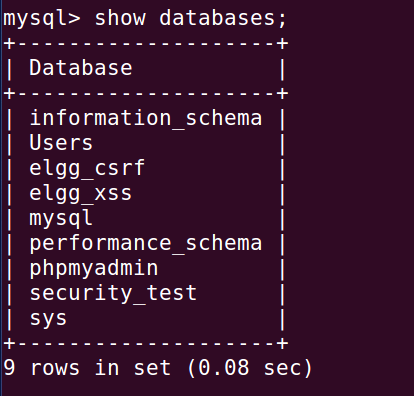 mysql> show databases;
+--------------------+
| Database           |
+--------------------+
| information_schema |
| Users              |
| elgg_csrf          |
| elgg_xss           |
| mysql              |
| performance_schema |
| phpmyadmin         |
| security_test      |
| sys                |
+--------------------+
9 rows in set (0.08 sec)